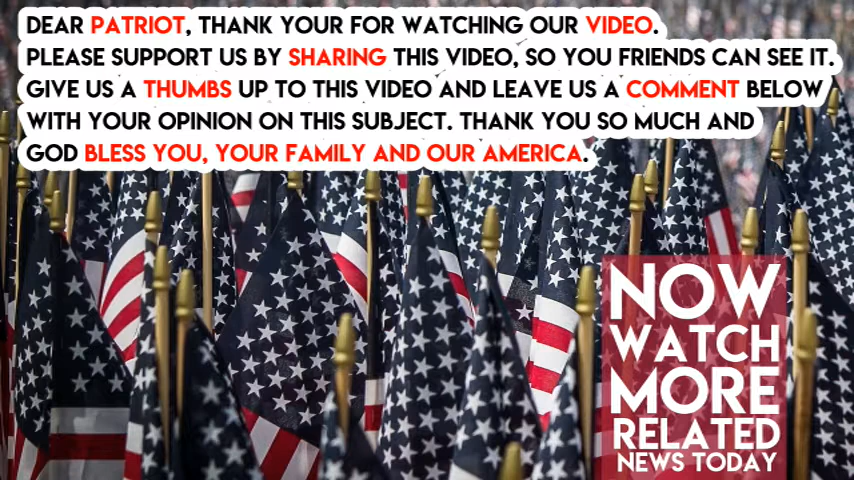 DEAR PATRIOT, THANK YOUR FOR WATCHING OUR VIDEO.
PLEASE SUPPORT US BY SHARING THIS VIDEO, SO YOU FRIENDS CAN SEE IT.
GIVE US A THUMBS UP TO THIS VIDEO AND LEAVE US A COMMENT BELOW
WITH YOUR OPINION ON THIS SUBJECT. THANK YOU SO MUCH AND
GOD BLESS YOU, YOUR FAMILY AND OUR AMERICA.
NOW
WATCH
MORE
RELATED
NEWS TODAY